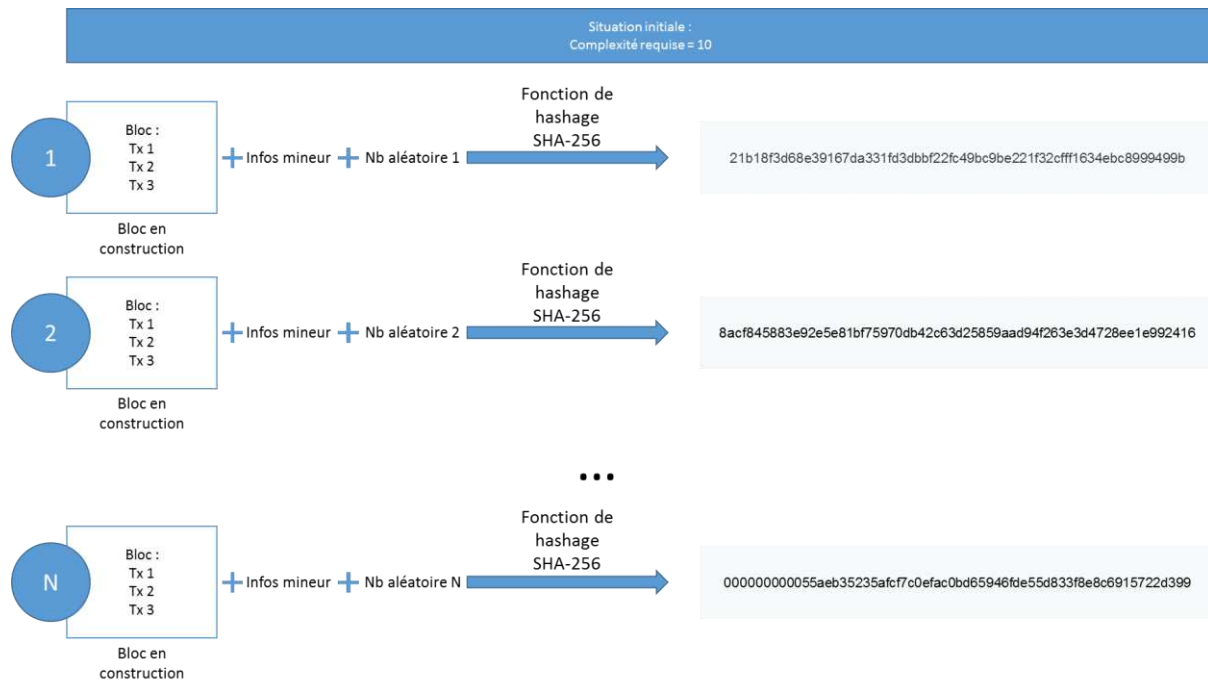 Situation initiale :
Complexité requise = 10
Fonction de
hashage
SHA-256
1
Bloc :
Tx 1
Tx 2
Tx 3
+ Infos mineur + Nb aléatoire 1
21b18f3d68e39167da331fd3dbbf22fc49bc9be221f32cfff1634ebc8999499b
Bloc en
construction
Fonction de
hashage
SHA-256
2
Bloc :
Tx 1
Tx 2
Tx 3
+ Infos mineur + Nb aléatoire 2
8acf845883e92e5e81bf75970db42c63d25859aad94f263e3d4728ee1e992416
Bloc en
construction
...
Fonction de
hashage
SHA-256
N
Bloc :
Tx 1
Tx 2
Tx 3
+ Infos mineur + Nb aléatoire N
000000000055aeb35235afcf7c0efac0bd65946fde55d833f8e8c6915722d399
Bloc en
construction